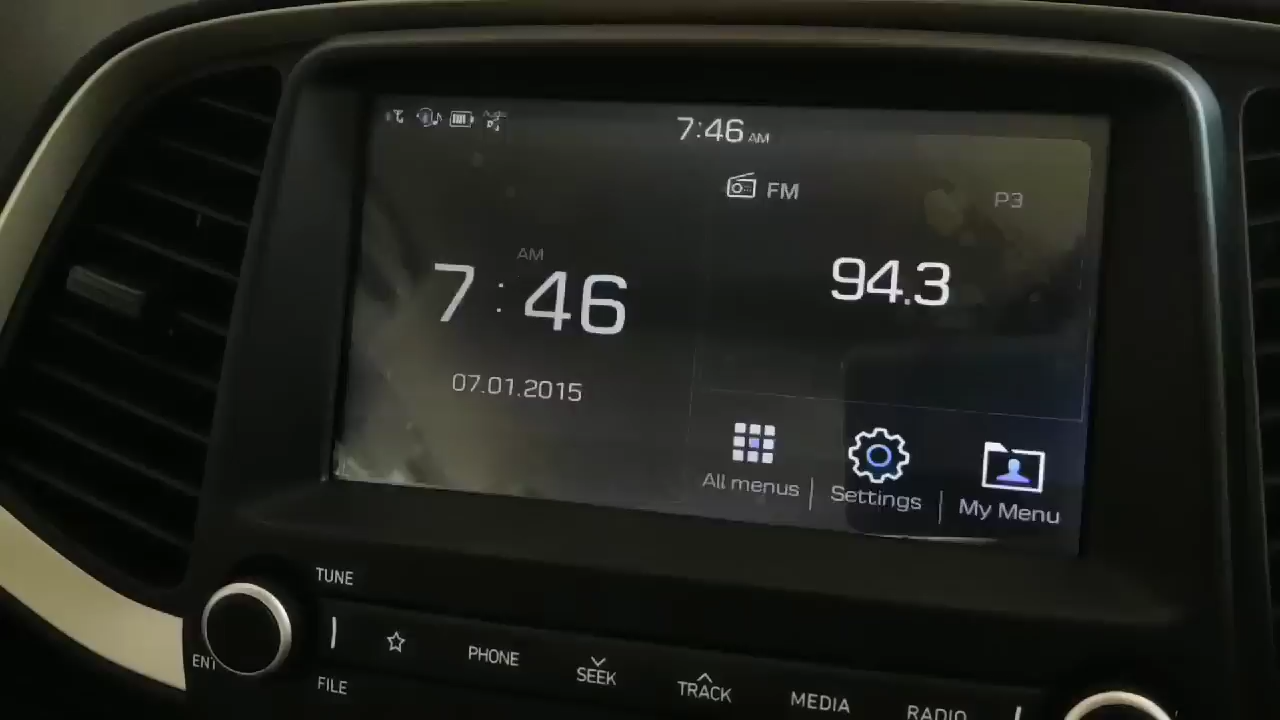 7:46 AM
FM
P3
AM
7:46
94.3
07.01.2015
All menus
Settings
My Menu
TUNE
PHONE
SEEK
TRACK
MEDIA
RADIO
ENT
FILE